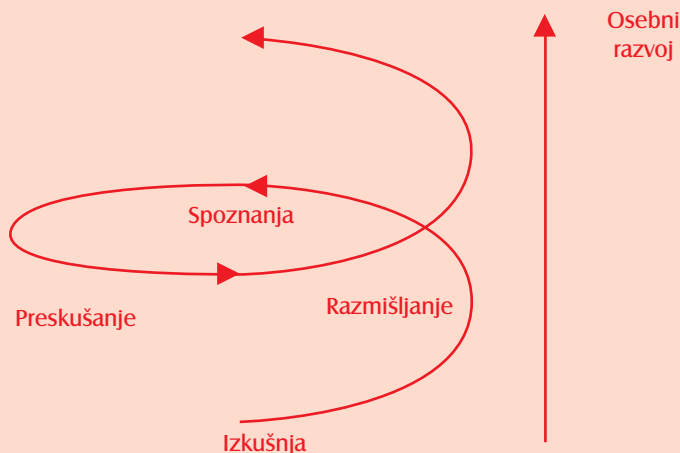 Osebni
razvoj
Spoznanja
Preskušanje
Razmišljanje
Izkušnja